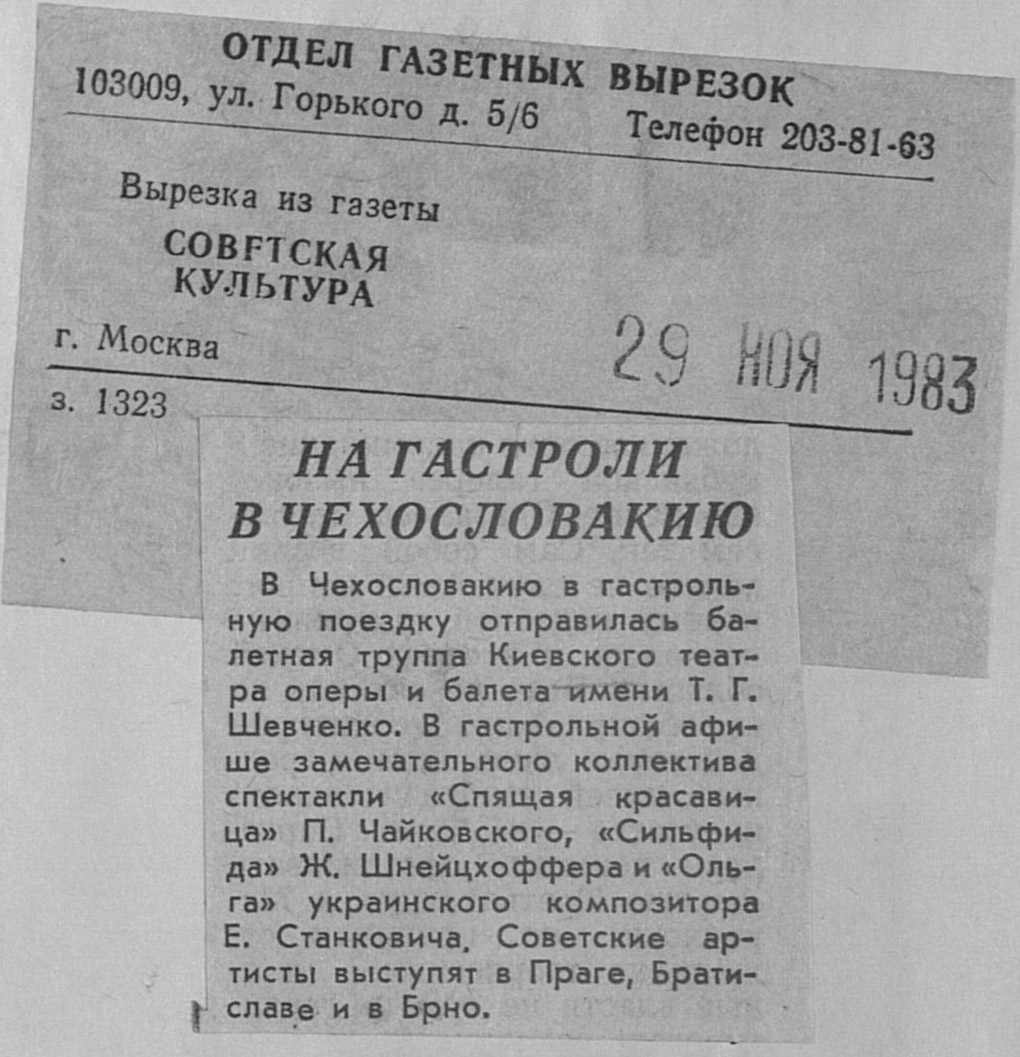 ОТДЕЛ ГАЗЕТНЫХ ВЫРЕЗОК
103009, ул. Горького д. 5/6 Телефон 203-81-63
Вырезка из газеты
СОВЕТСКАЯ
КУЛЬТУРА
г. Москва
29 НОЯ 1983
з. 1323
НА ГАСТРОЛИ
В ЧЕХОСЛОВАКИЮ
В Чехословакию в гастроль-
ную поездку отправилась ба-
летная труппа Киевского теат-
ра оперы и балета имени Т. Г.
Шевченко. В гастрольной афи-
ше замечательного коллектива
спектакли «Спящая красави-
ца» П. Чайковского, «Сильфи-
да» Ж. Шнейцхоффера и «Оль-
га» украинского композитора
Е. Станковича. Советские ар-
тисты выступят в Праге, Брати-
славе и в Брно.